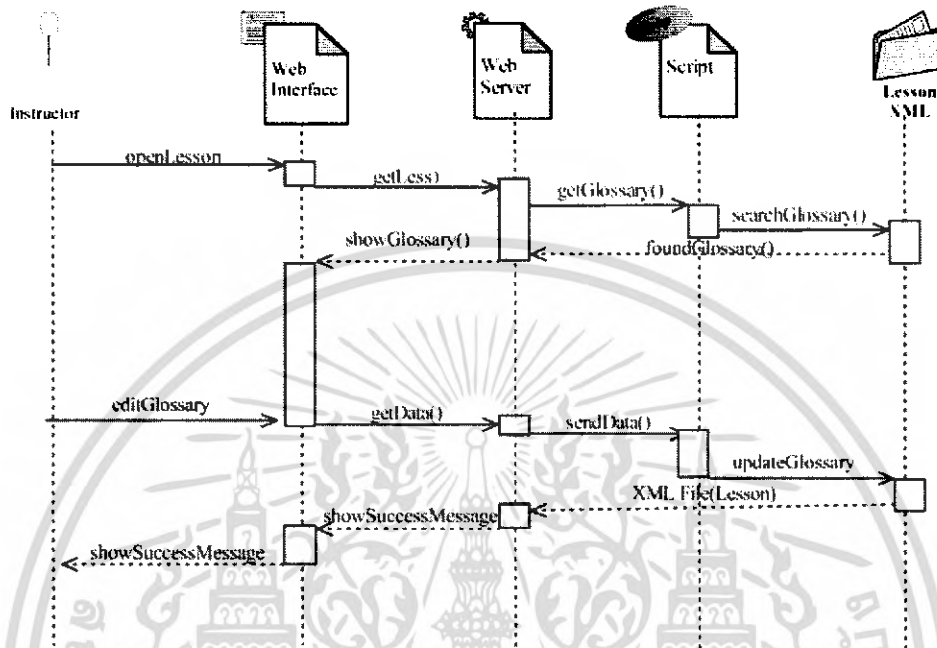 Web
Interface
Web
Server
Script
Lesson
XML
Instructor
openLesson
getLess)
getGlossary()
searchGlossary()
showGlossary()
foundGlossary()
editGlossary
getData()
sendData()
updateGlossary
XML File(Lesson)
showSuccessMessage
showSuccessMessage